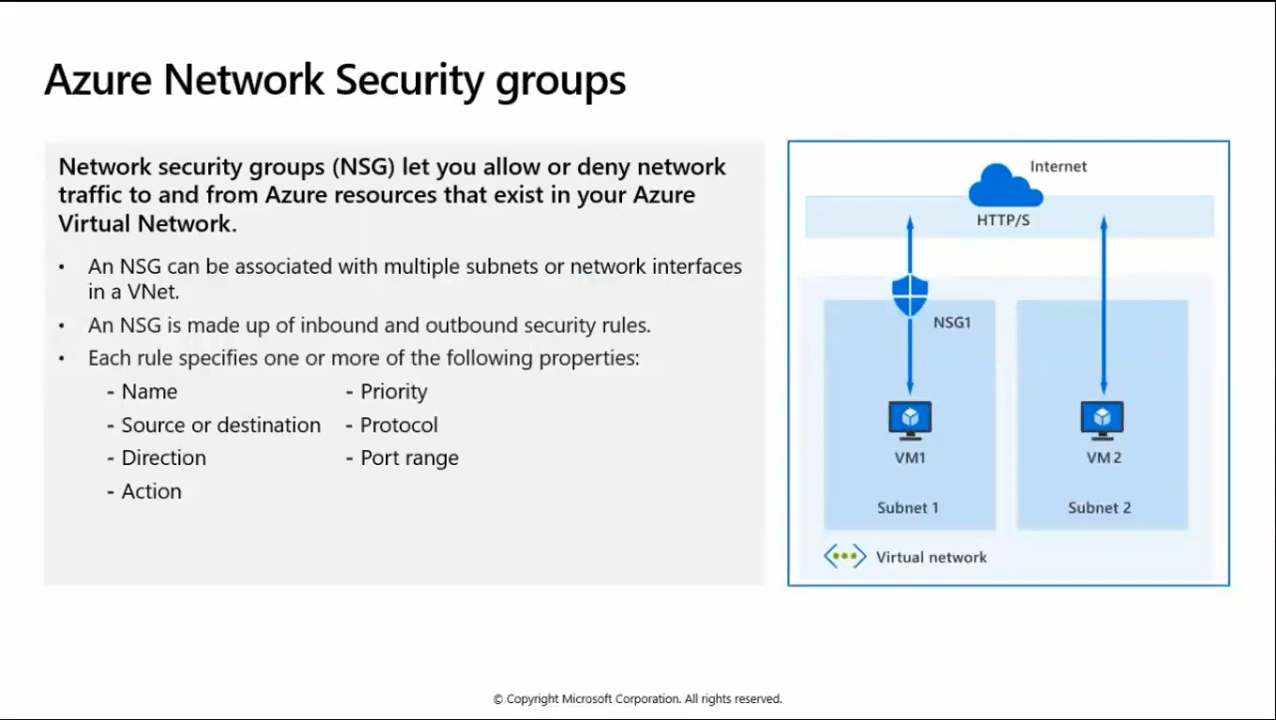 Azure Network Security groups
Network security groups (NSG) let you allow or deny network
traffic to and from Azure resources that exist in your Azure
Virtual Network.
• An NSG can be associated with multiple subnets or network interfaces
in a VNet.
• An NSG is made up of inbound and outbound security rules.
• Each rule specifies one or more of the following properties:
- Name
- Source or destination
- Direction
- Action
- Priority
- Protocol
- Port range
Internet
HTTP/S
NSG1
VM1
Subnet 1
VM 2
Subnet 2
Virtual network
© Copyright Microsoft Corporation. All rights reserved.